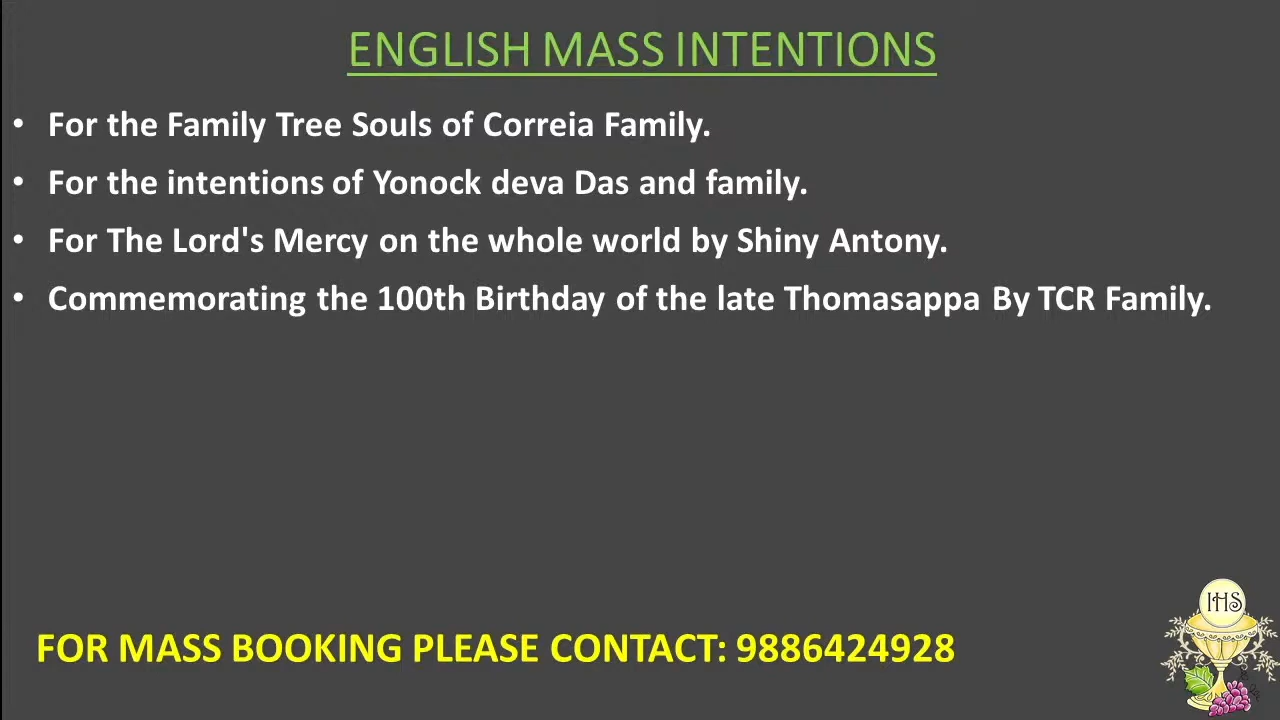 ENGLISH MASS INTENTIONS
• For the Family Tree Souls of Correia Family.
• For the intentions of Yonock deva Das and family.
• For The Lord's Mercy on the whole world by Shiny Antony.
• Commemorating the 100th Birthday of the late Thomasappa By TCR Family.
FOR MASS BOOKING PLEASE CONTACT: 9886424928
IHS